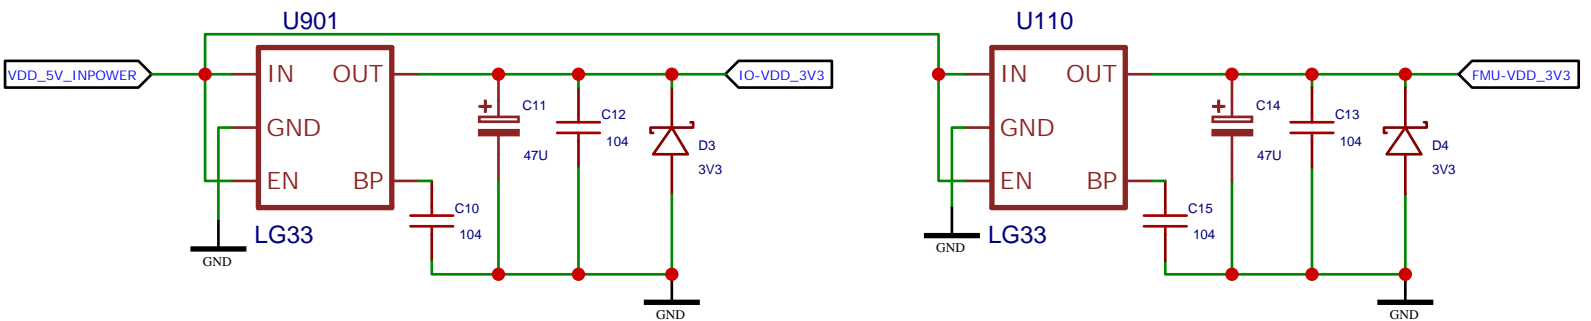 U901
U110
VDD_5V_INPOWER
IN
OUT
IO-VDD_3V3
IN
OUT
FMU-VDD_3V3
+
C11
C12
+
C14
C13
GND
104
D3
GND
104
D4
47U
3V3
47U
3V3
EN
BP
EN
BP
C10
C15
LG33
104
LG33
104
GND
GND
GND
GND